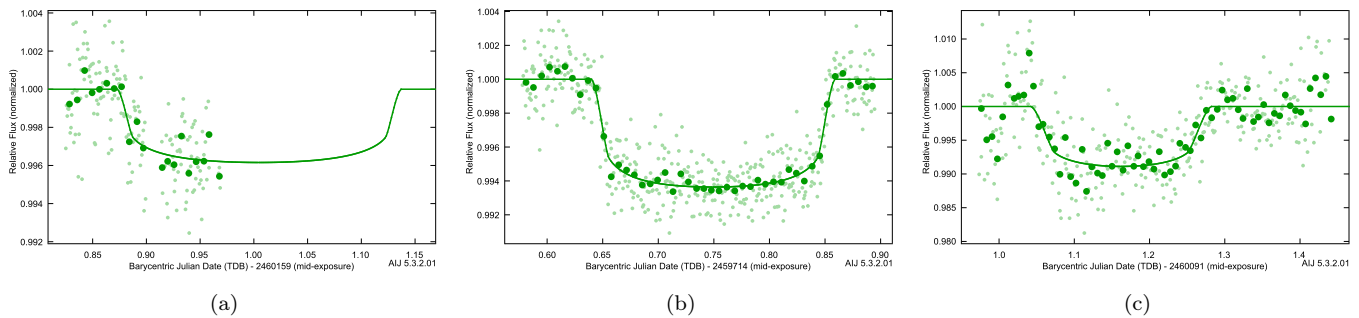 1.004
1.002
1.000
0.998
0.996
0.994
0.992
Relative Flux (normalized)
0.85 0.90 0.95 1.00 1.05 1.10 1.15
Barycentric Julian Date (TDB) - 2460159 (mid-exposure)
AIJ 5.3.2.01
(a)
1.004
1.002
1.000
0.998
0.996
0.994
0.992
Relative Flux (normalized)
0.60 0.65 0.70 0.75 0.80 0.85 0.90
Barycentric Julian Date (TDB) - 2459714 (mid-exposure)
AIJ 5.3.2.01
(b)
1.010
1.005
1.000
0.995
0.990
0.985
0.980
Relative Flux (normalized)
1.0 1.1 1.2 1.3 1.4
Barycentric Julian Date (TDB) - 2460091 (mid-exposure)
AIJ 5.3.2.01
(c)